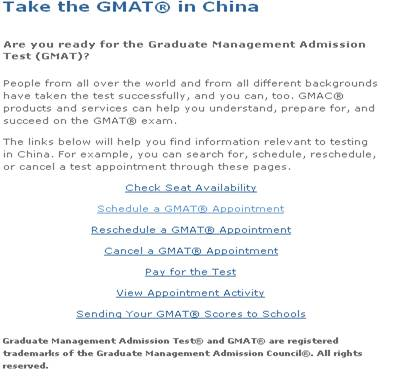 Take the GMAT® in China
Are you ready for the Graduate Management Admission
Test (GMAT)?
People from all over the world and from all different backgrounds
have taken the test successfully, and you can, too. GMAC®
products and services can help you understand, prepare for, and
succeed on the GMAT® exam.
The links below will help you find information relevant to testing
in China. For example, you can search for, schedule, reschedule,
or cancel a test appointment through these pages.
Check Seat Availability
Schedule a GMAT® Appointment
Reschedule a GMAT® Appointment
Cancel a GMAT® Appointment
Pay for the Test
View Appointment Activity
Sending Your GMAT® Scores to Schools
Graduate Management Admission Test® and GMAT® are registered
trademarks of the Graduate Management Admission Council®. All rights
reserved.